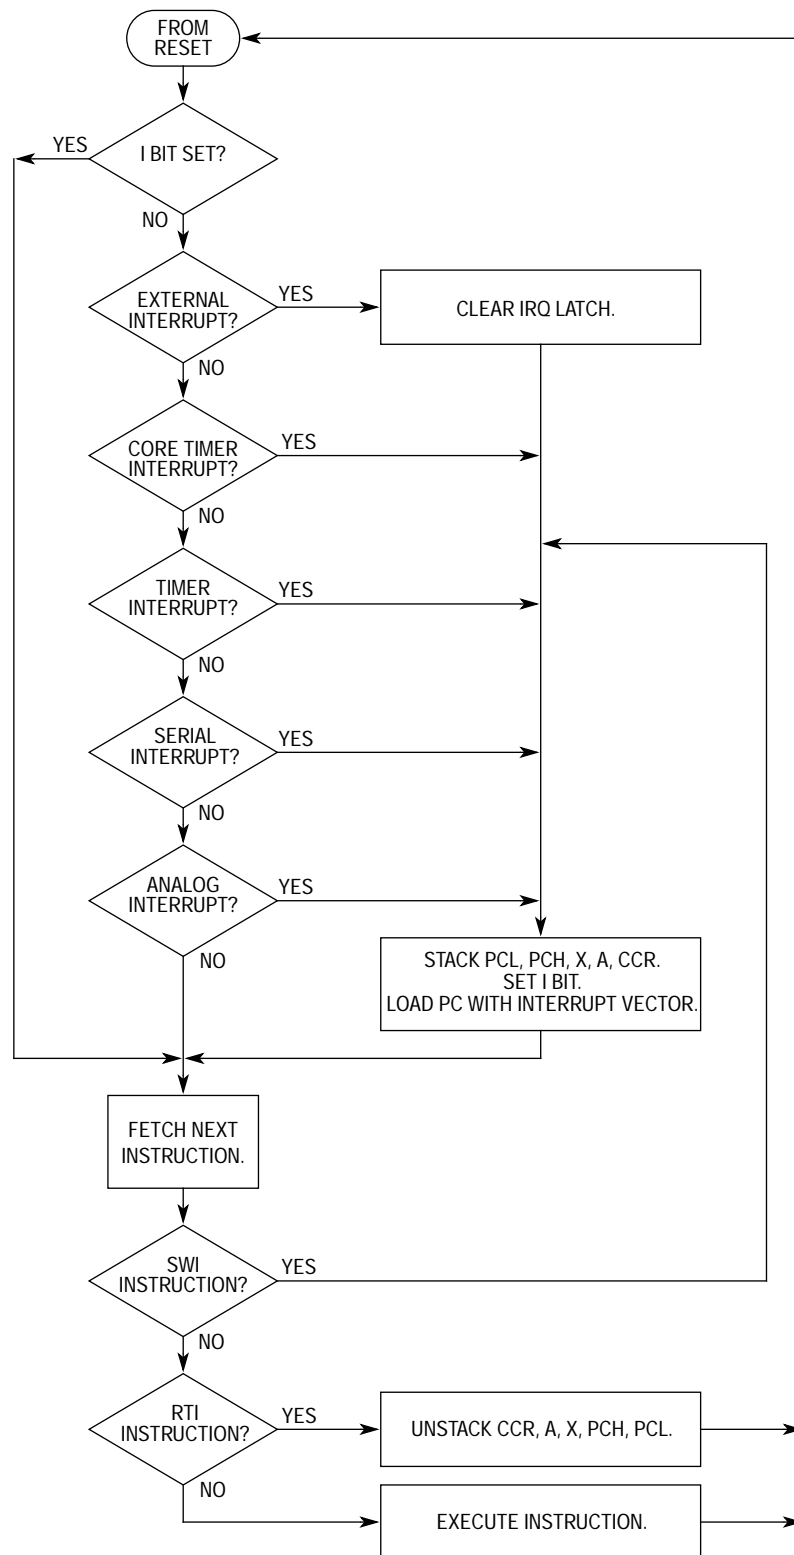 FROM
RESET
YES
I BIT SET?
NO
EXTERNAL
INTERRUPT?
YES
CLEAR IRQ LATCH.
NO
CORE TIMER
INTERRUPT?
YES
NO
TIMER
INTERRUPT?
YES
NO
SERIAL
INTERRUPT?
YES
NO
ANALOG
INTERRUPT?
YES
NO
STACK PCL, PCH, X, A, CCR.
SET I BIT.
LOAD PC WITH INTERRUPT VECTOR.
FETCH NEXT
INSTRUCTION.
SWI
INSTRUCTION?
YES
NO
RTI
INSTRUCTION?
YES
UNSTACK CCR, A, X, PCH, PCL.
NO
EXECUTE INSTRUCTION.